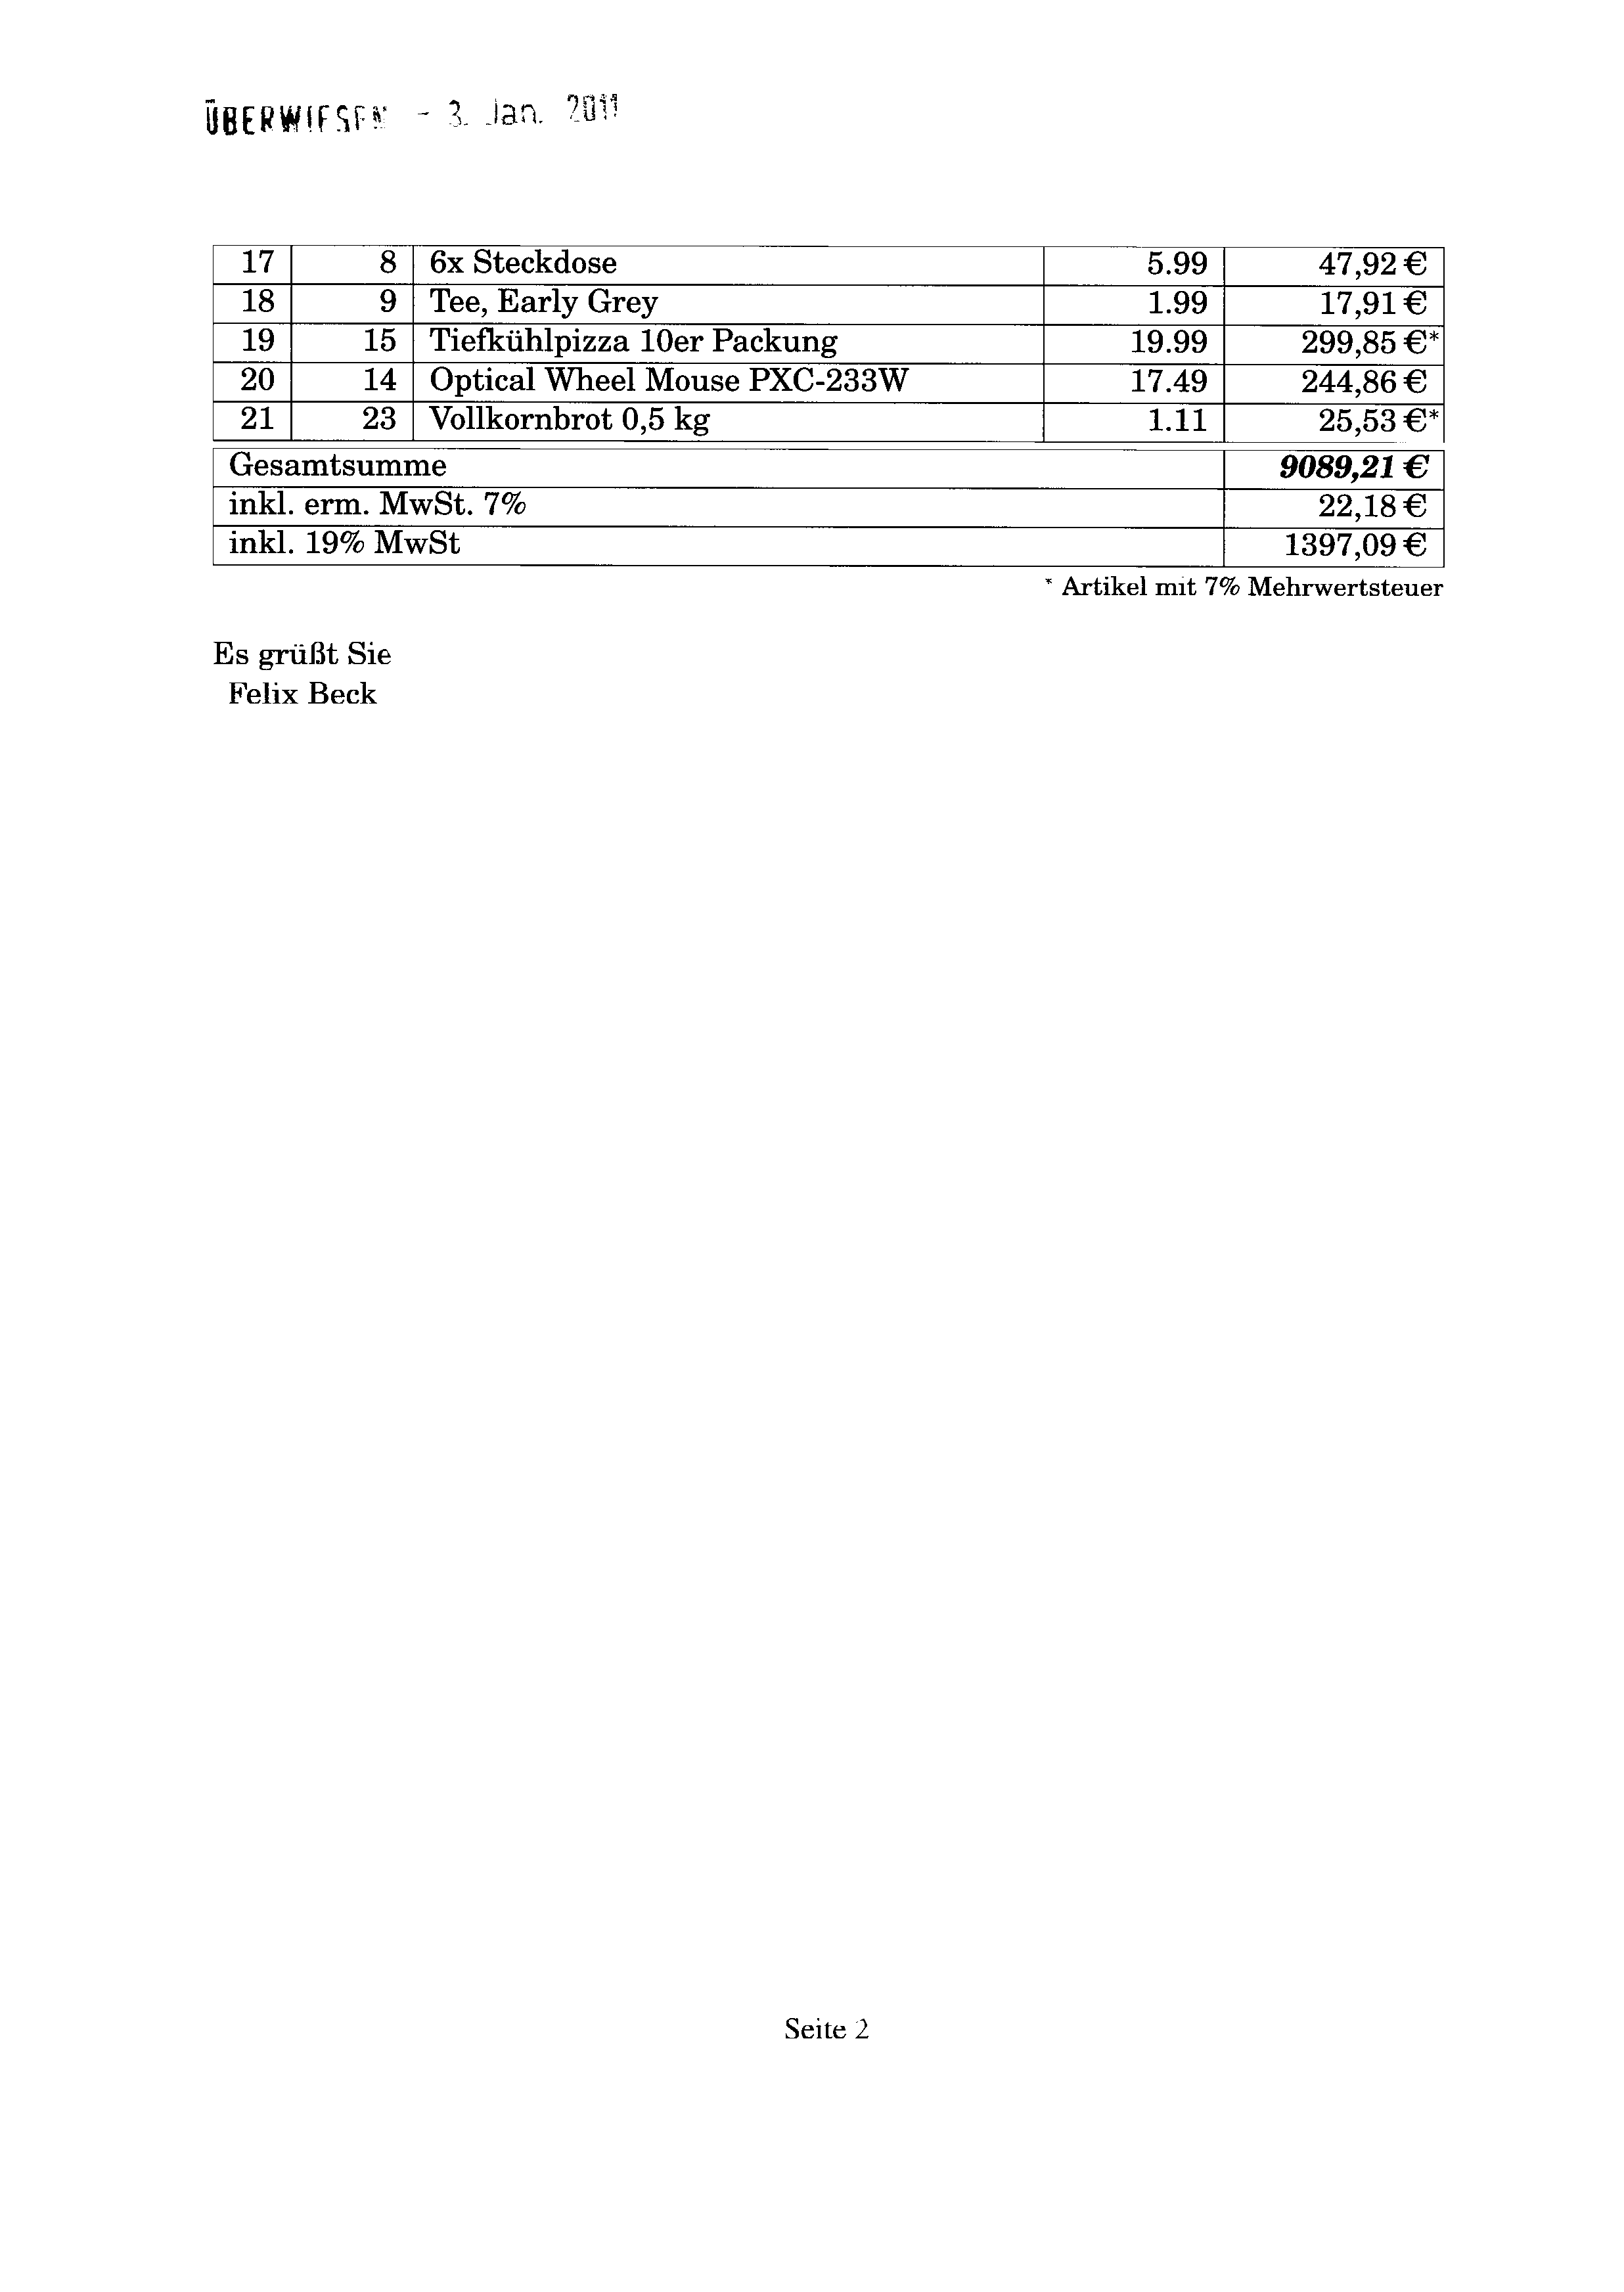 ÜBERWIESEN - 3. Jan. 2011
17 8 6x Steckdose 5.99 47,92 €
18 9 Tee, Early Grey 1.99 17,91 €
19 15 Tiefkühlpizza 10er Packung 19.99 299,85 €*
20 14 Optical Wheel Mouse PXC-233W 17.49 244,86 €
21 23 Vollkornbrot 0,5 kg 1.11 25,53 €*
Gesamtsumme 9089,21 €
inkl. erm. MwSt. 7% 22,18 €
inkl. 19% MwSt 1397,09 €
* Artikel mit 7% Mehrwertsteuer
Es grüßt Sie
Felix Beck
Seite 2